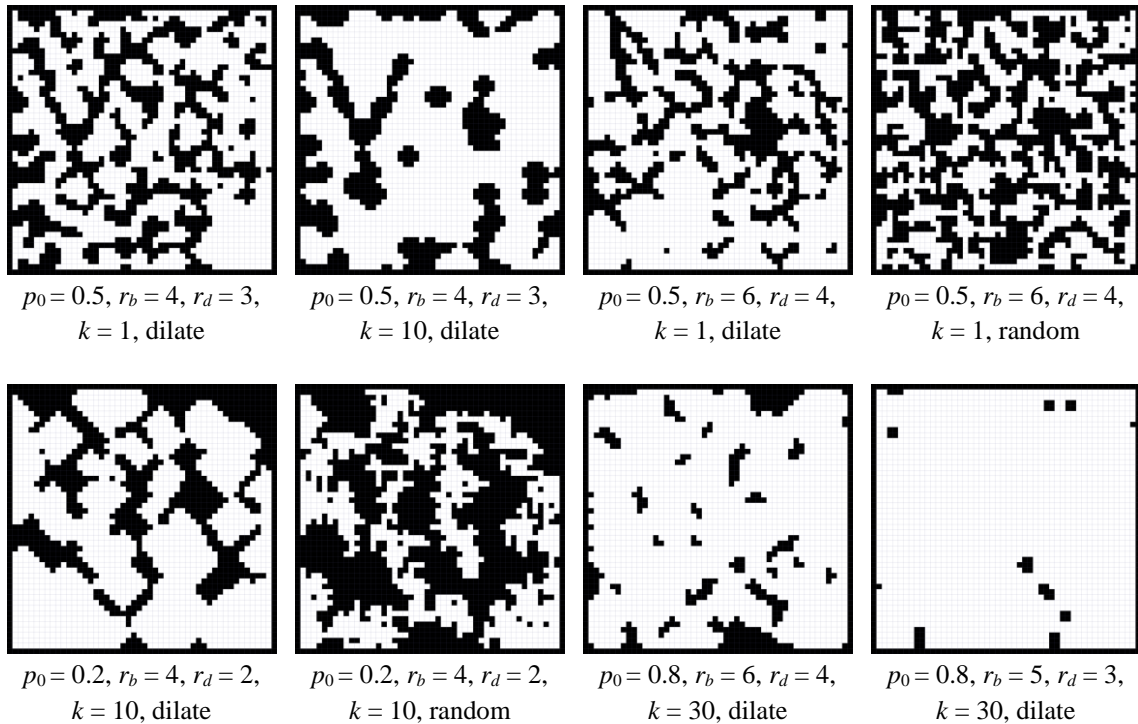 p0 = 0.5, rb = 4, rd = 3,
k = 1, dilate
p0 = 0.5, rb = 4, rd = 3,
k = 10, dilate
p0 = 0.5, rb = 6, rd = 4,
k = 1, dilate
p0 = 0.5, rb = 6, rd = 4,
k = 1, random
p0 = 0.2, rb = 4, rd = 2,
k = 10, dilate
p0 = 0.2, rb = 4, rd = 2,
k = 10, random
p0 = 0.8, rb = 6, rd = 4,
k = 30, dilate
p0 = 0.8, rb = 5, rd = 3,
k = 30, dilate